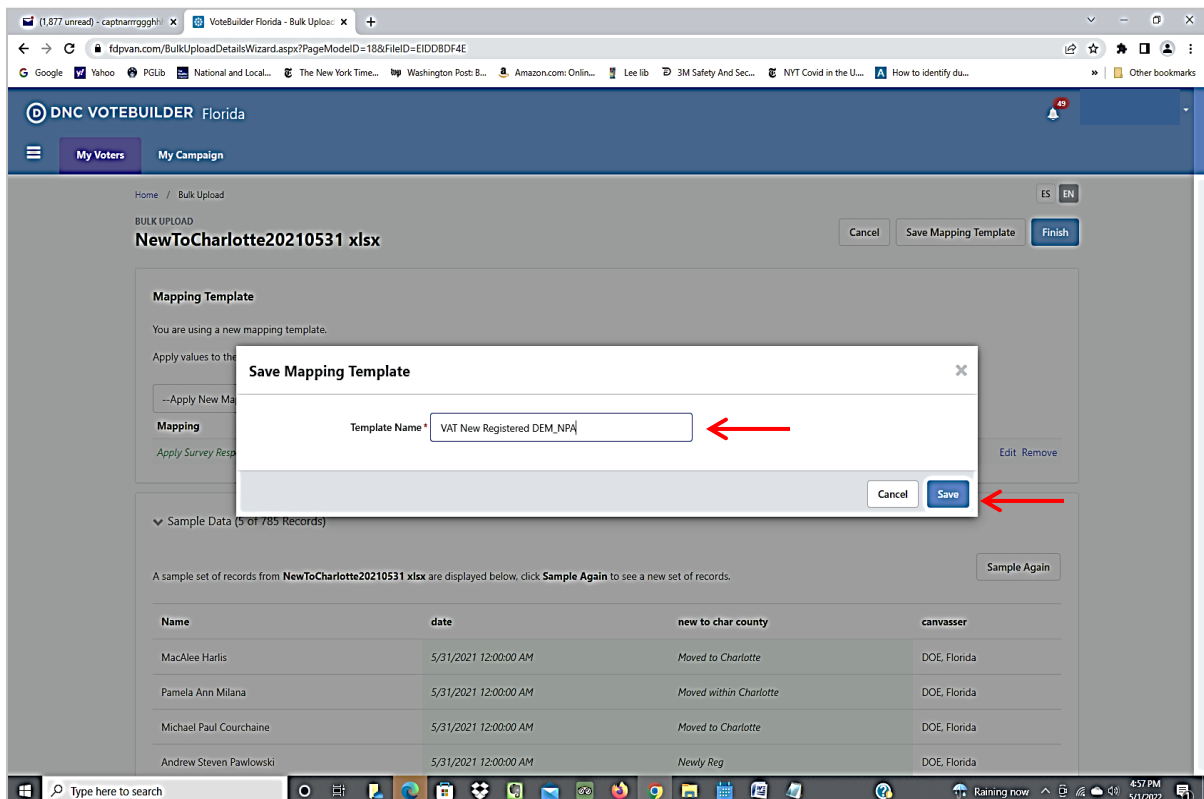 (1,877 unread) - captnarrrggghh
VoteBuilder Florida - Bulk Upload
fdpvan.com/BulkUploadDetailsWizard.aspx?PageModeID=18&FileID=EIDDBDF4E
Google Yahoo PGLib National and Local... The New York Time... Washington Post: B... Amazon.com: Onlin... Lee lib 3M Safety And Sec... NYT Covid in the U.... How to identify du... » Other bookmarks
DNC VOTEBUILDER Florida
49
My Voters My Campaign
Home / Bulk Upload
ES EN
BULK UPLOAD
NewToCharlotte20210531 xlsx
Cancel Save Mapping Template Finish
Mapping Template
You are using a new mapping template.
Apply values to the
--Apply New Ma
Mapping
Apply Survey Resp
Edit Remove
Save Mapping Template
Template Name* VAT New Registered DEM_NPA
Cancel Save
Sample Data (5 of 785 Records)
A sample set of records from NewToCharlotte20210531 xlsx are displayed below, click Sample Again to see a new set of records.
Sample Again
Name date new to char county canvasser
MacAlee Harlis 5/31/2021 12:00:00 AM Moved to Charlotte DOE, Florida
Pamela Ann Milana 5/31/2021 12:00:00 AM Moved within Charlotte DOE, Florida
Michael Paul Courchaine 5/31/2021 12:00:00 AM Moved to Charlotte DOE, Florida
Andrew Steven Pawlowski 5/31/2021 12:00:00 AM Newly Reg DOE, Florida
Type here to search
Raining now
4:57 PM
5/1/2022